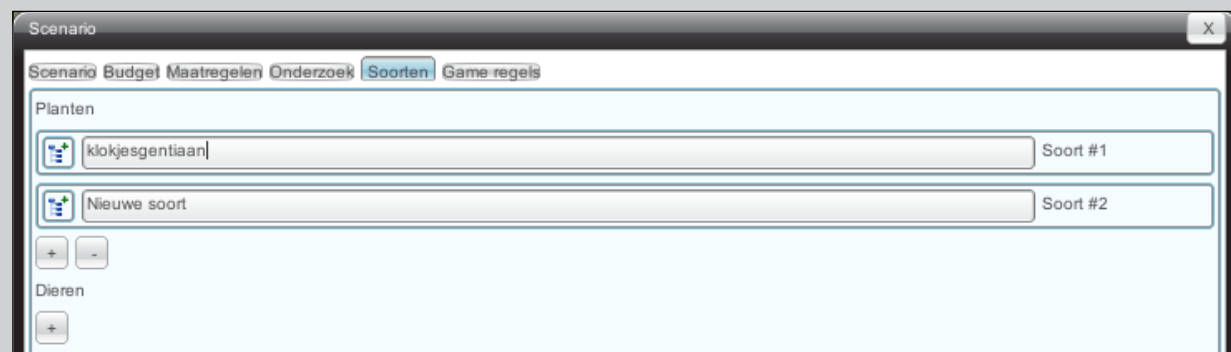 Scenario X
Scenario Budget Maatregelen Onderzoek Soorten Game regels
Planten
klokjesgentiaan Soort #1
Nieuwe soort Soort #2
+ -
Dieren
+